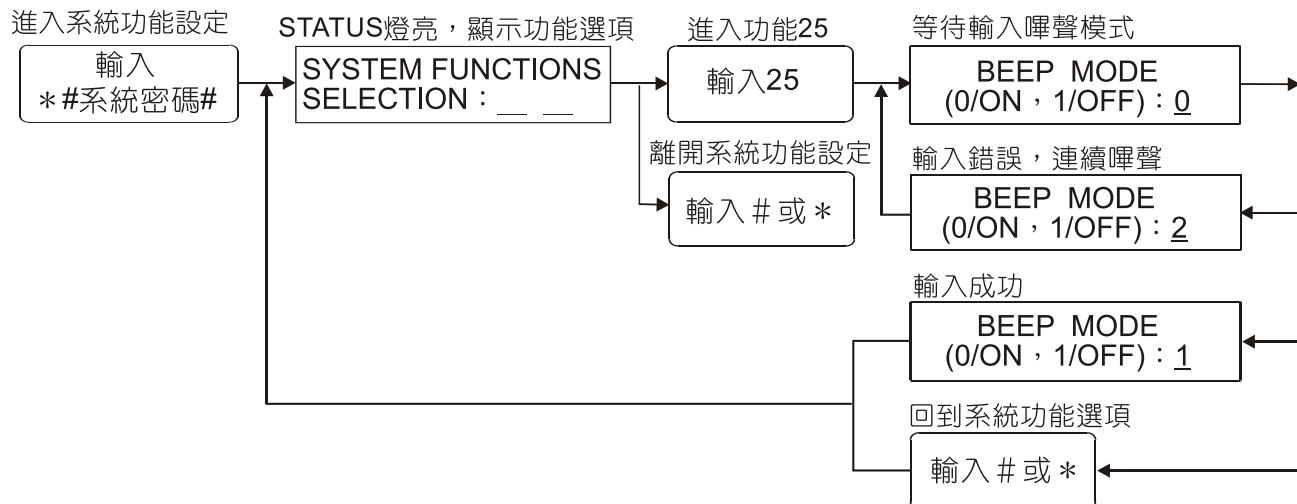 進入系統功能設定
輸入
＊#系統密碼#
STATUS燈亮，顯示功能選項
SYSTEM FUNCTIONS
SELECTION：__ __
進入功能25
輸入25
離開系統功能設定
輸入＃或＊
等待輸入嗶聲模式
BEEP MODE
(0/ON，1/OFF)：0
輸入錯誤，連續嗶聲
BEEP MODE
(0/ON，1/OFF)：2
輸入成功
BEEP MODE
(0/ON，1/OFF)：1
回到系統功能選項
輸入＃或＊